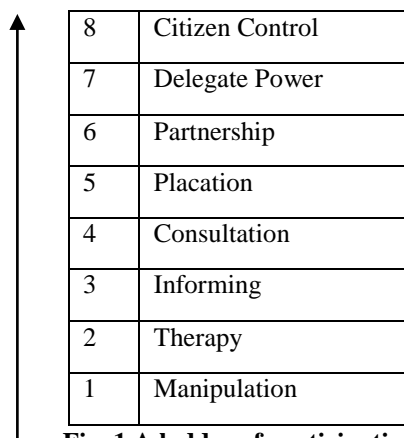 8 Citizen Control
7 Delegate Power
6 Partnership
5 Placation
4 Consultation
3 Informing
2 Therapy
1 Manipulation